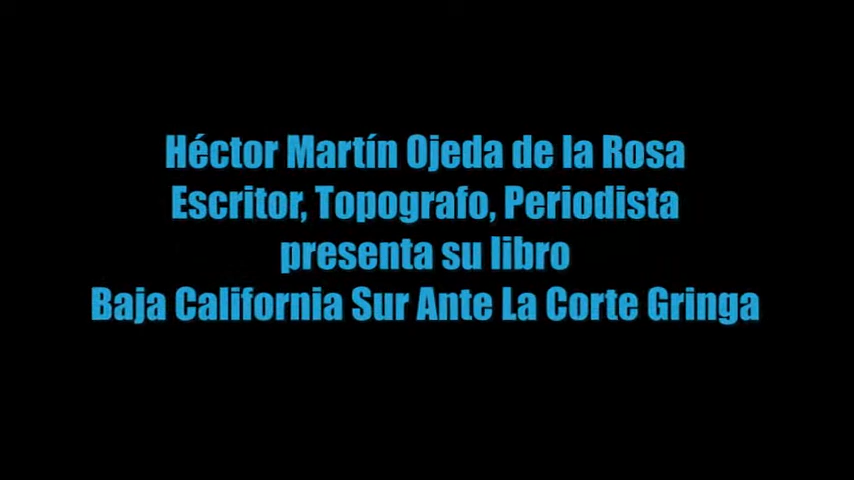 Héctor Martín Ojeda de la Rosa
Escritor, Topografo, Periodista
presenta su libro
Baja California Sur Ante La Corte Gringa